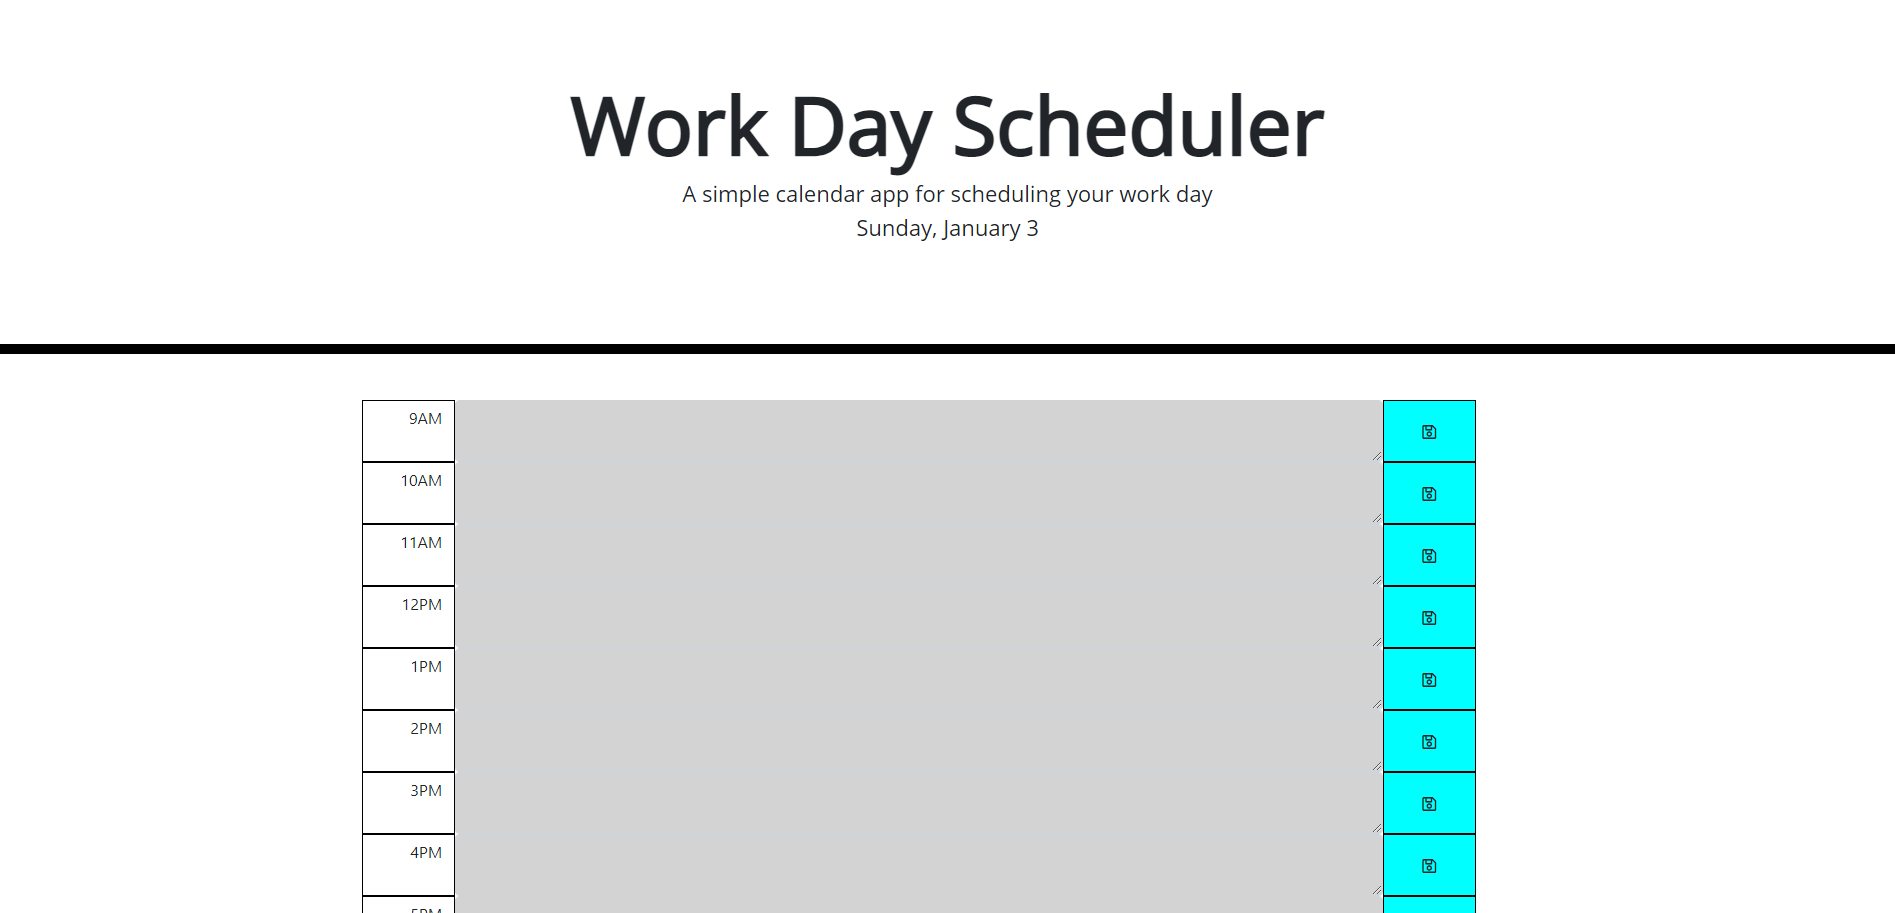 Work Day Scheduler
A simple calendar app for scheduling your work day
Sunday, January 3
9AM
10AM
11AM
12PM
1PM
2PM
3PM
4PM
5PM